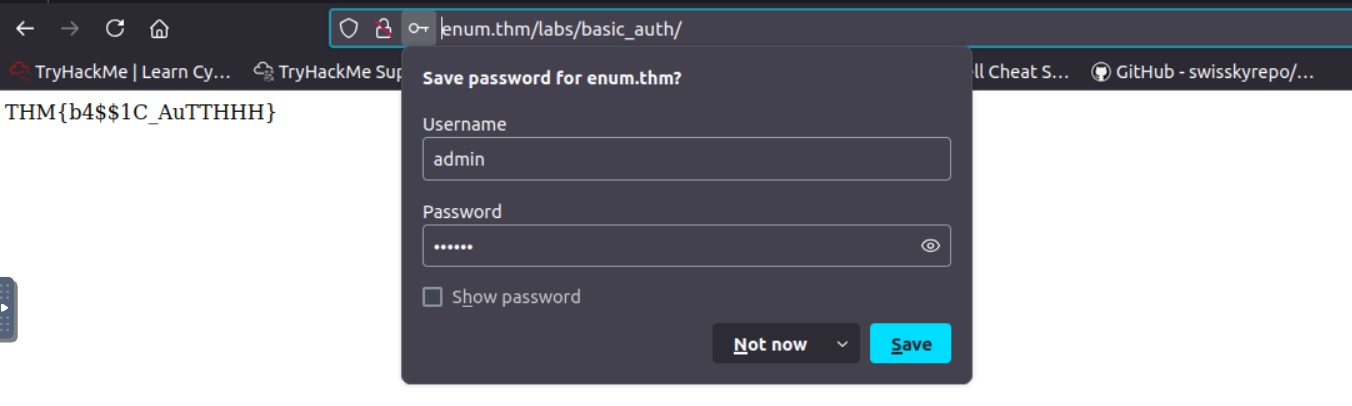 enum.thm/labs/basic_auth/
TryHackMe | Learn Cy... TryHackMe Sup ll Cheat S... GitHub - swisskyrepo/...
THM{b4$$1C_AuTTHHH}
Save password for enum.thm?
Username
admin
Password
••••••
Show password
Not now Save